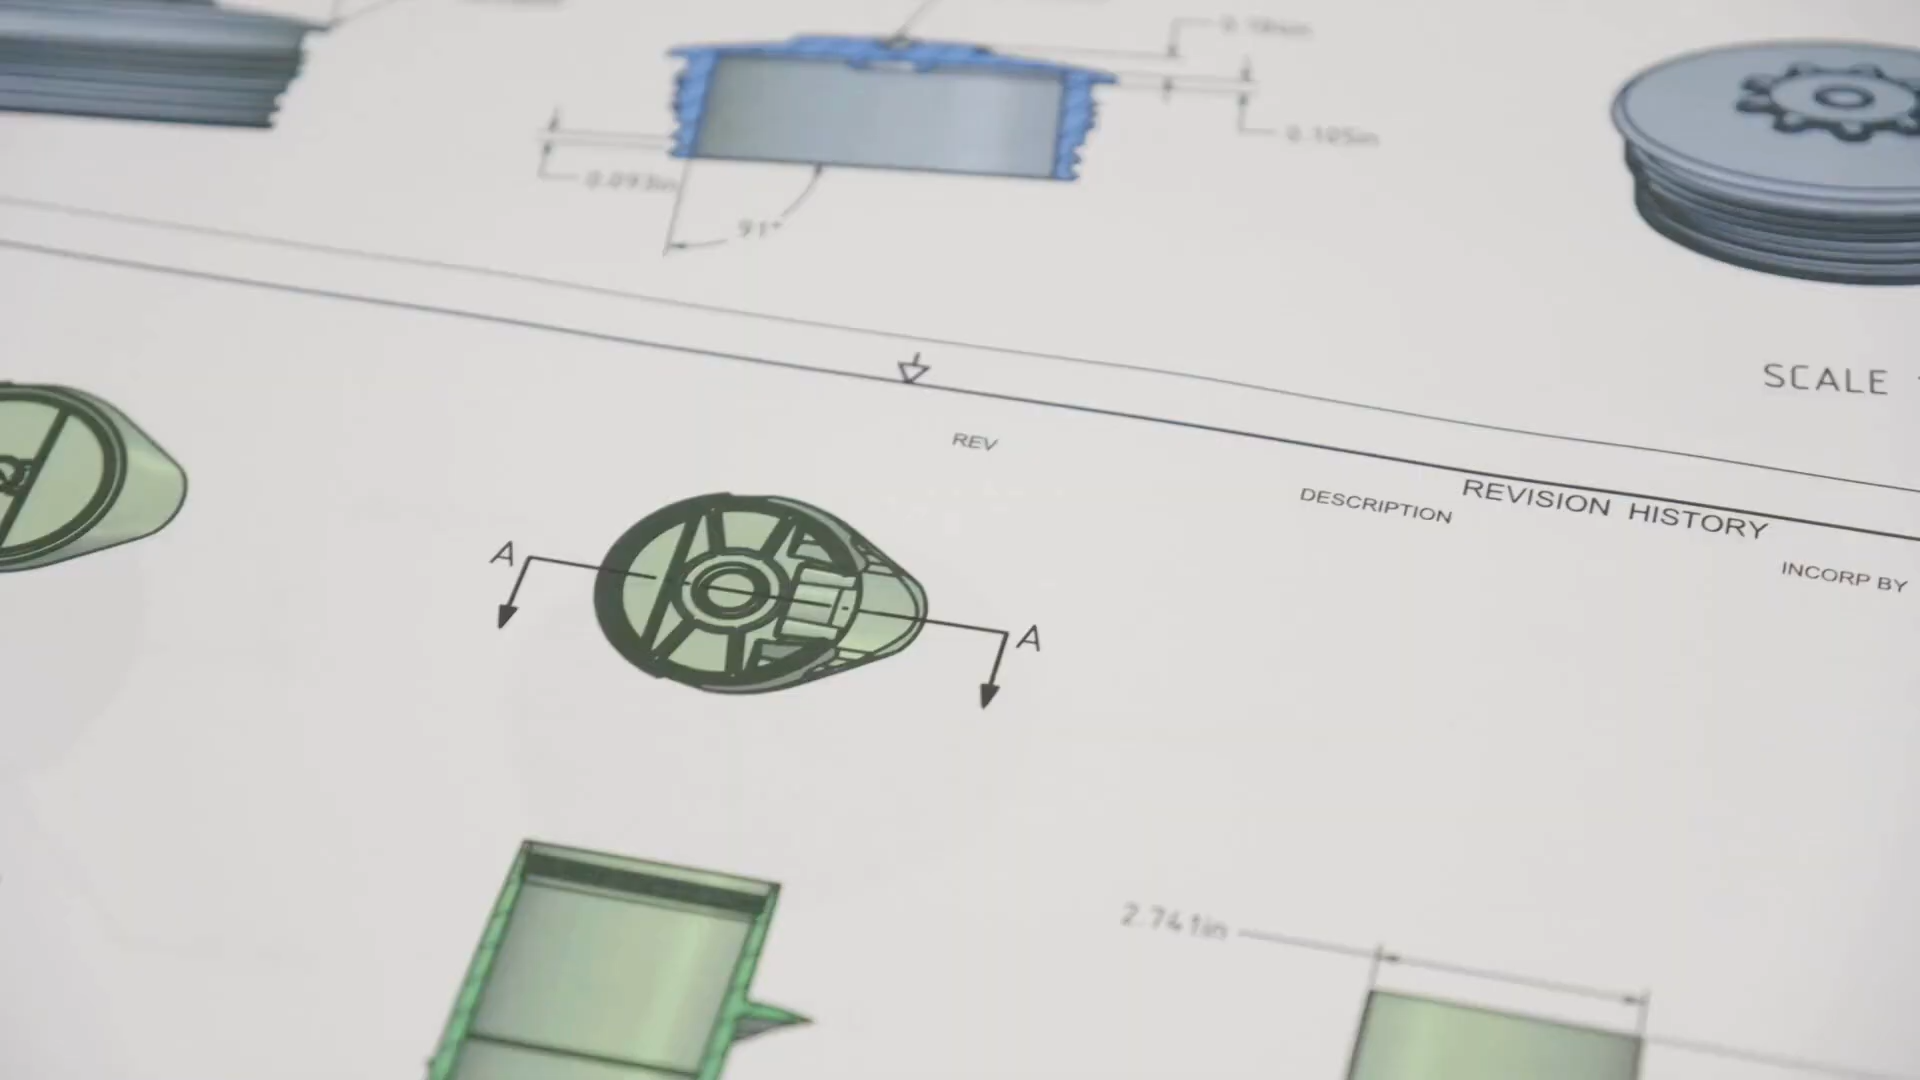 0.105in
0.093in
91°
SCALE
REV
DESCRIPTION
REVISION HISTORY
INCORP BY
A
A
2.741in